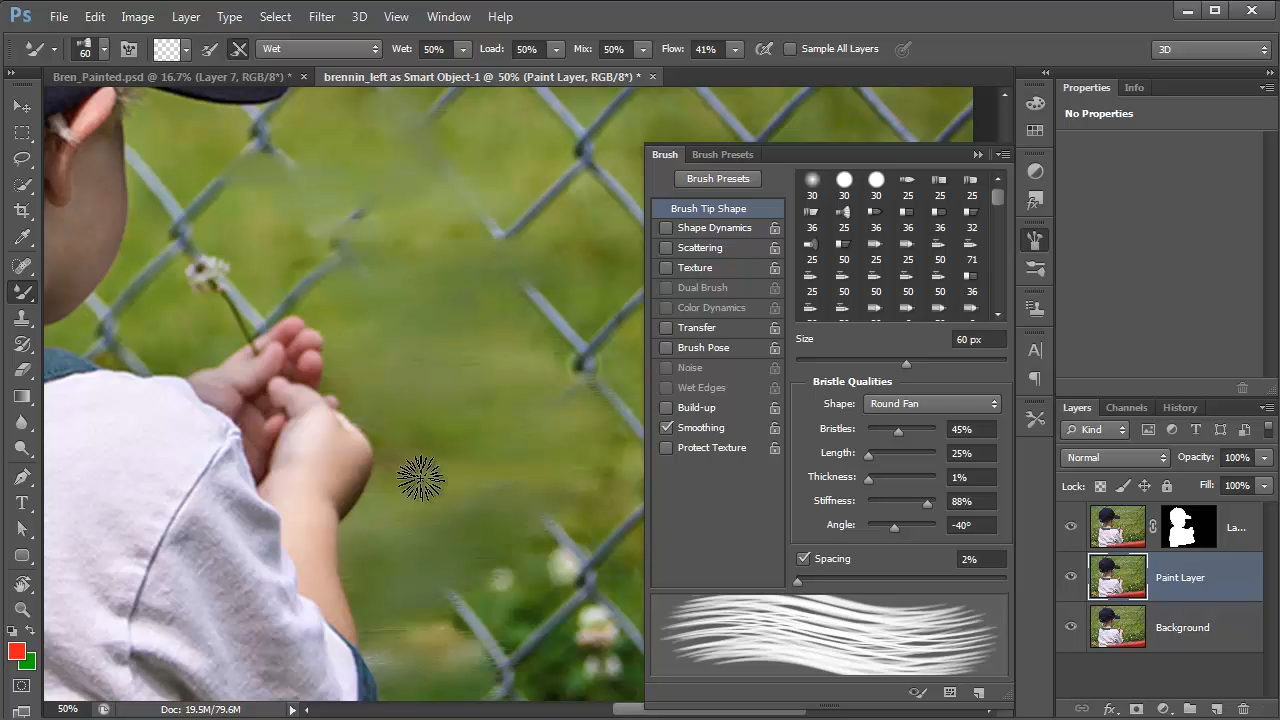 Ps File Edit Image Layer Type Select Filter 3D View Window Help
60 Wet Wet: 50% Load: 50% Mix: 50% Flow: 41% Sample All Layers 3D
Bren_Painted.psd @ 16.7% (Layer 7, RGB/8*) * × brennin_left as Smart Object-1 @ 50% (Paint Layer, RGB/8*) * ×
Properties Info
No Properties
Brush Brush Presets
Brush Presets
Brush Tip Shape
Shape Dynamics
Scattering
Texture
Dual Brush
Color Dynamics
Transfer
Brush Pose
Noise
Wet Edges
Build-up
Smoothing
Protect Texture
30 30 30 25 25 25
36 25 36 36 36 32
25 50 25 25 50 71
25 50 25 50 50 36
Size 60 px
Bristle Qualities
Shape: Round Fan
Bristles: 45%
Length: 25%
Thickness: 1%
Stiffness: 88%
Angle: -40º
Spacing 2%
Layers Channels History
Kind
Normal Opacity: 100%
Lock: Fill: 100%
La...
Paint Layer
Background
50% Doc: 19.5M/79.6M